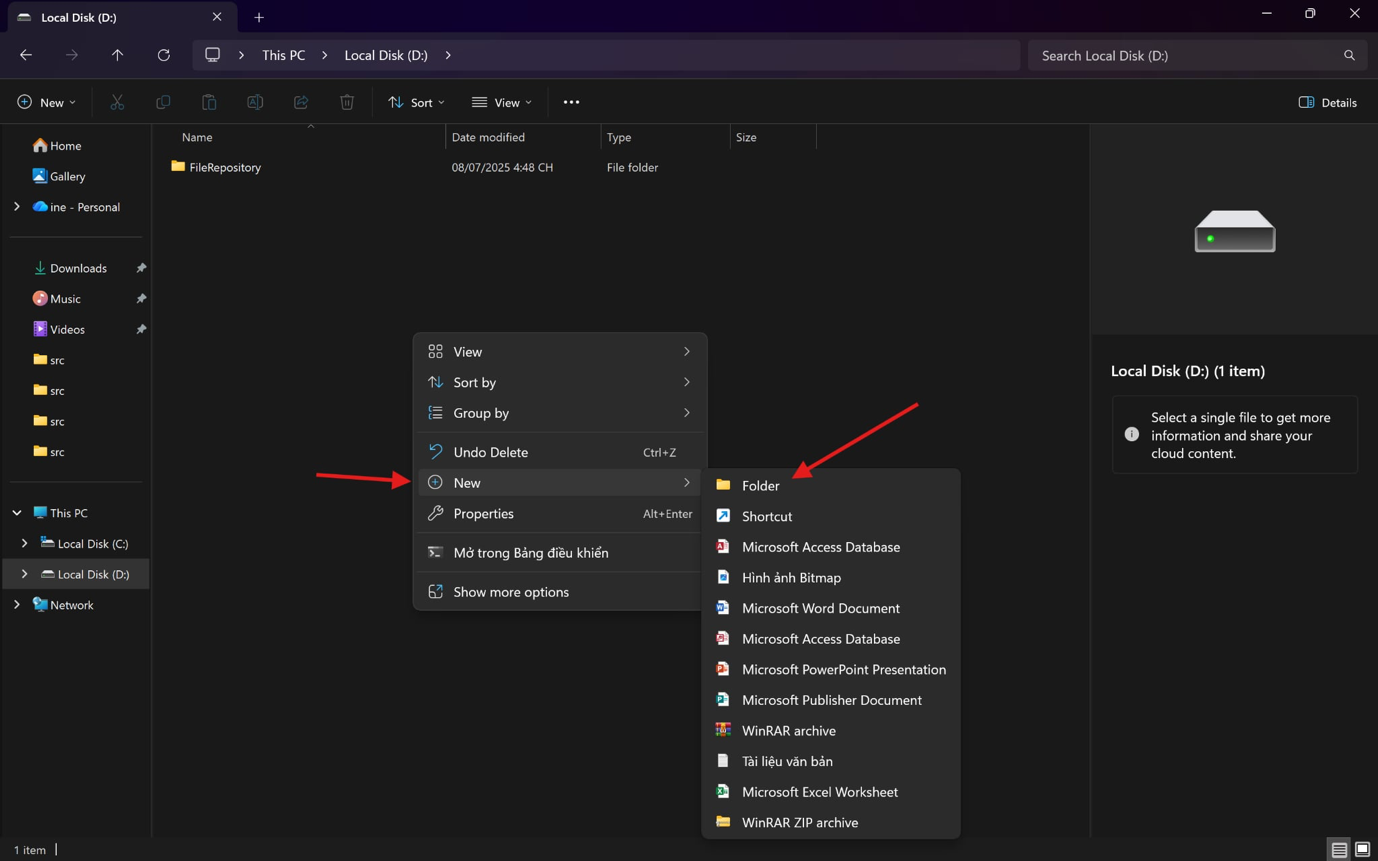 Local Disk (D:)
This PC
Local Disk (D:)
Search Local Disk (D:)
New
Sort
View
Details
Home
Gallery
ine - Personal
Downloads
Music
Videos
src
src
src
src
This PC
Local Disk (C:)
Local Disk (D:)
Network
Name
Date modified
Type
Size
FileRepository
08/07/2025 4:48 CH
File folder
View
Sort by
Group by
Undo Delete
Ctrl+Z
New
Properties
Alt+Enter
Mở trong Bảng điều khiển
Show more options
Folder
Shortcut
Microsoft Access Database
Hình ảnh Bitmap
Microsoft Word Document
Microsoft Access Database
Microsoft PowerPoint Presentation
Microsoft Publisher Document
WinRAR archive
Tài liệu văn bản
Microsoft Excel Worksheet
WinRAR ZIP archive
Local Disk (D:) (1 item)
Select a single file to get more
information and share your
cloud content.
1 item